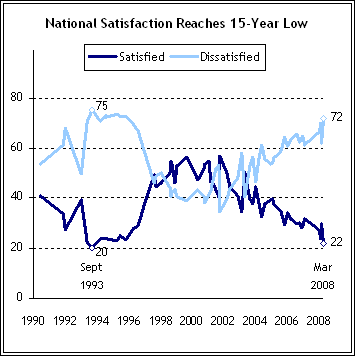 National Satisfaction Reaches 15-Year Low
Satisfied Dissatisfied
80
60
40
20
0
75
20
72
22
Sept
1993
Mar
2008
1990 1992 1994 1996 1998 2000 2002 2004 2006 2008